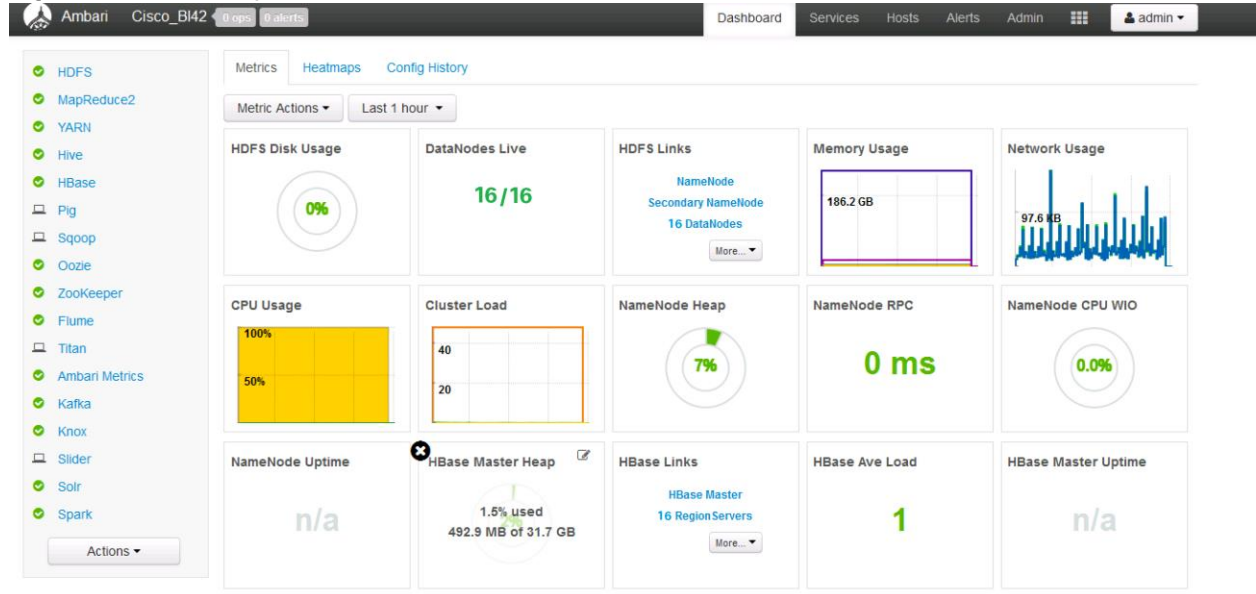 Ambari Cisco_BI42 0 ops 0 alerts Dashboard Services Hosts Alerts Admin admin
HDFS
MapReduce2
YARN
Hive
HBase
Pig
Sqoop
Oozie
ZooKeeper
Flume
Titan
Ambari Metrics
Kafka
Knox
Slider
Solr
Spark
Actions
Metrics Heatmaps Config History
Metric Actions Last 1 hour
HDFS Disk Usage
0%
DataNodes Live
16/16
HDFS Links
NameNode
Secondary NameNode
16 DataNodes
More...
Memory Usage
186.2 GB
Network Usage
97.6 KB
CPU Usage
100%
50%
Cluster Load
40
20
NameNode Heap
7%
NameNode RPC
0 ms
NameNode CPU WIO
0.0%
NameNode Uptime
n/a
HBase Master Heap
1.5% used
492.9 MB of 31.7 GB
HBase Links
HBase Master
16 RegionServers
More...
HBase Ave Load
1
HBase Master Uptime
n/a